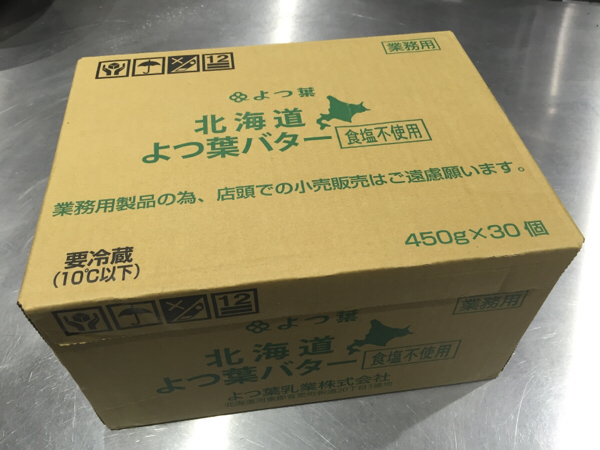 12
業務用
よつ葉
北海道
よつ葉バター 食塩不使用
業務用製品の為、店頭での小売販売はご遠慮願います。
450g×30個
要冷蔵
(10℃以下)
12
業務用
よつ葉
北海道
よつ葉バター 食塩不使用
よつ葉乳業株式会社